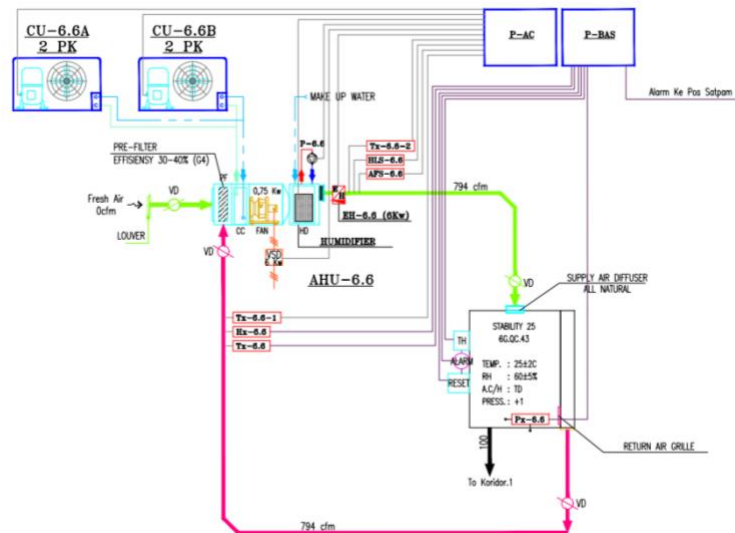 CU-6.6A
2 PK
CU-6.6B
2 PK
P-AC
P-BAS
Alarm Ke Pos Satpam
MAKE UP WATER
PRE-FILTER
EFFISIENSY 30-40% (G4)
P-6.6
Tx-6.6-2
HLS-6.6
AFS-6.6
794 cfm
Fresh Air
0cfm
VD
PF
0,75 Kw
EH
EH-6.6 (6Kw)
LOUVER
CC
FAN
HD
HUMIDIFIER
VD
VSD
AHU-6.6
VD
SUPPLY AIR DIFFUSER
ALL NATURAL
Tx-6.6-1
Hx-6.6
Tx-6.6
STABILITY 25
6G.QC.43
TH
ALARM
RESET
TEMP. : 25±2C
RH : 60±5%
A.C/H : TD
PRESS.: +1
Px-6.6
RETURN AIR GRILLE
100
To Koridor.1
VD
794 cfm